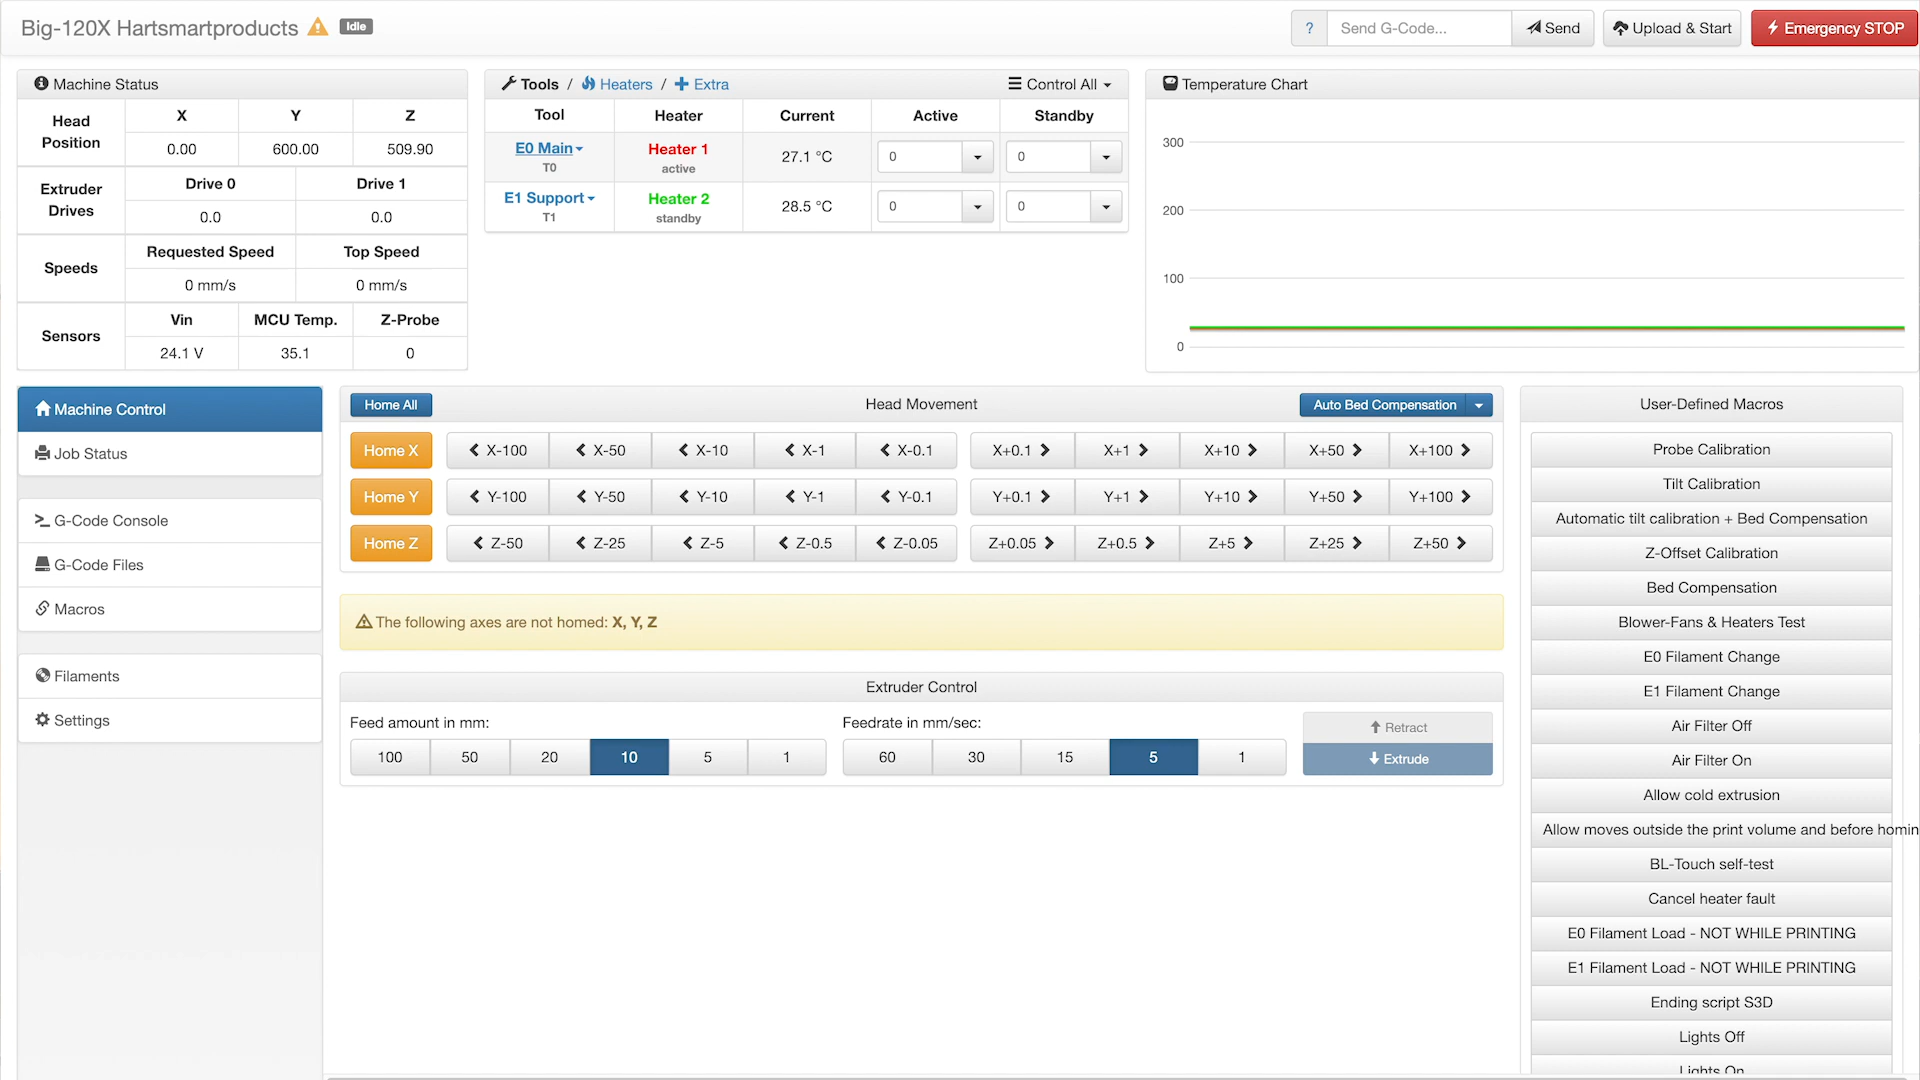 Big-120X Hartsmartproducts Idle
? Send G-Code... Send Upload & Start Emergency STOP
Machine Status
Head Position X Y Z
0.00 600.00 509.90
Extruder Drives Drive 0 Drive 1
0.0 0.0
Speeds Requested Speed Top Speed
0 mm/s 0 mm/s
Sensors Vin MCU Temp. Z-Probe
24.1 V 35.1 0
Tools / Heaters / Extra Control All
Tool Heater Current Active Standby
E0 Main Heater 1 27.1 °C 0 0
T0 active
E1 Support Heater 2 28.5 °C 0 0
T1 standby
Temperature Chart
300
200
100
0
Machine Control
Job Status
G-Code Console
G-Code Files
Macros
Filaments
Settings
Home All Head Movement Auto Bed Compensation
Home X X-100 X-50 X-10 X-1 X-0.1 X+0.1 X+1 X+10 X+50 X+100
Home Y Y-100 Y-50 Y-10 Y-1 Y-0.1 Y+0.1 Y+1 Y+10 Y+50 Y+100
Home Z Z-50 Z-25 Z-5 Z-0.5 Z-0.05 Z+0.05 Z+0.5 Z+5 Z+25 Z+50
The following axes are not homed: X, Y, Z
Extruder Control
Feed amount in mm: Feedrate in mm/sec:
100 50 20 10 5 1 60 30 15 5 1
Retract
Extrude
User-Defined Macros
Probe Calibration
Tilt Calibration
Automatic tilt calibration + Bed Compensation
Z-Offset Calibration
Bed Compensation
Blower-Fans & Heaters Test
E0 Filament Change
E1 Filament Change
Air Filter Off
Air Filter On
Allow cold extrusion
Allow moves outside the print volume and before homin
BL-Touch self-test
Cancel heater fault
E0 Filament Load - NOT WHILE PRINTING
E1 Filament Load - NOT WHILE PRINTING
Ending script S3D
Lights Off
Lights On